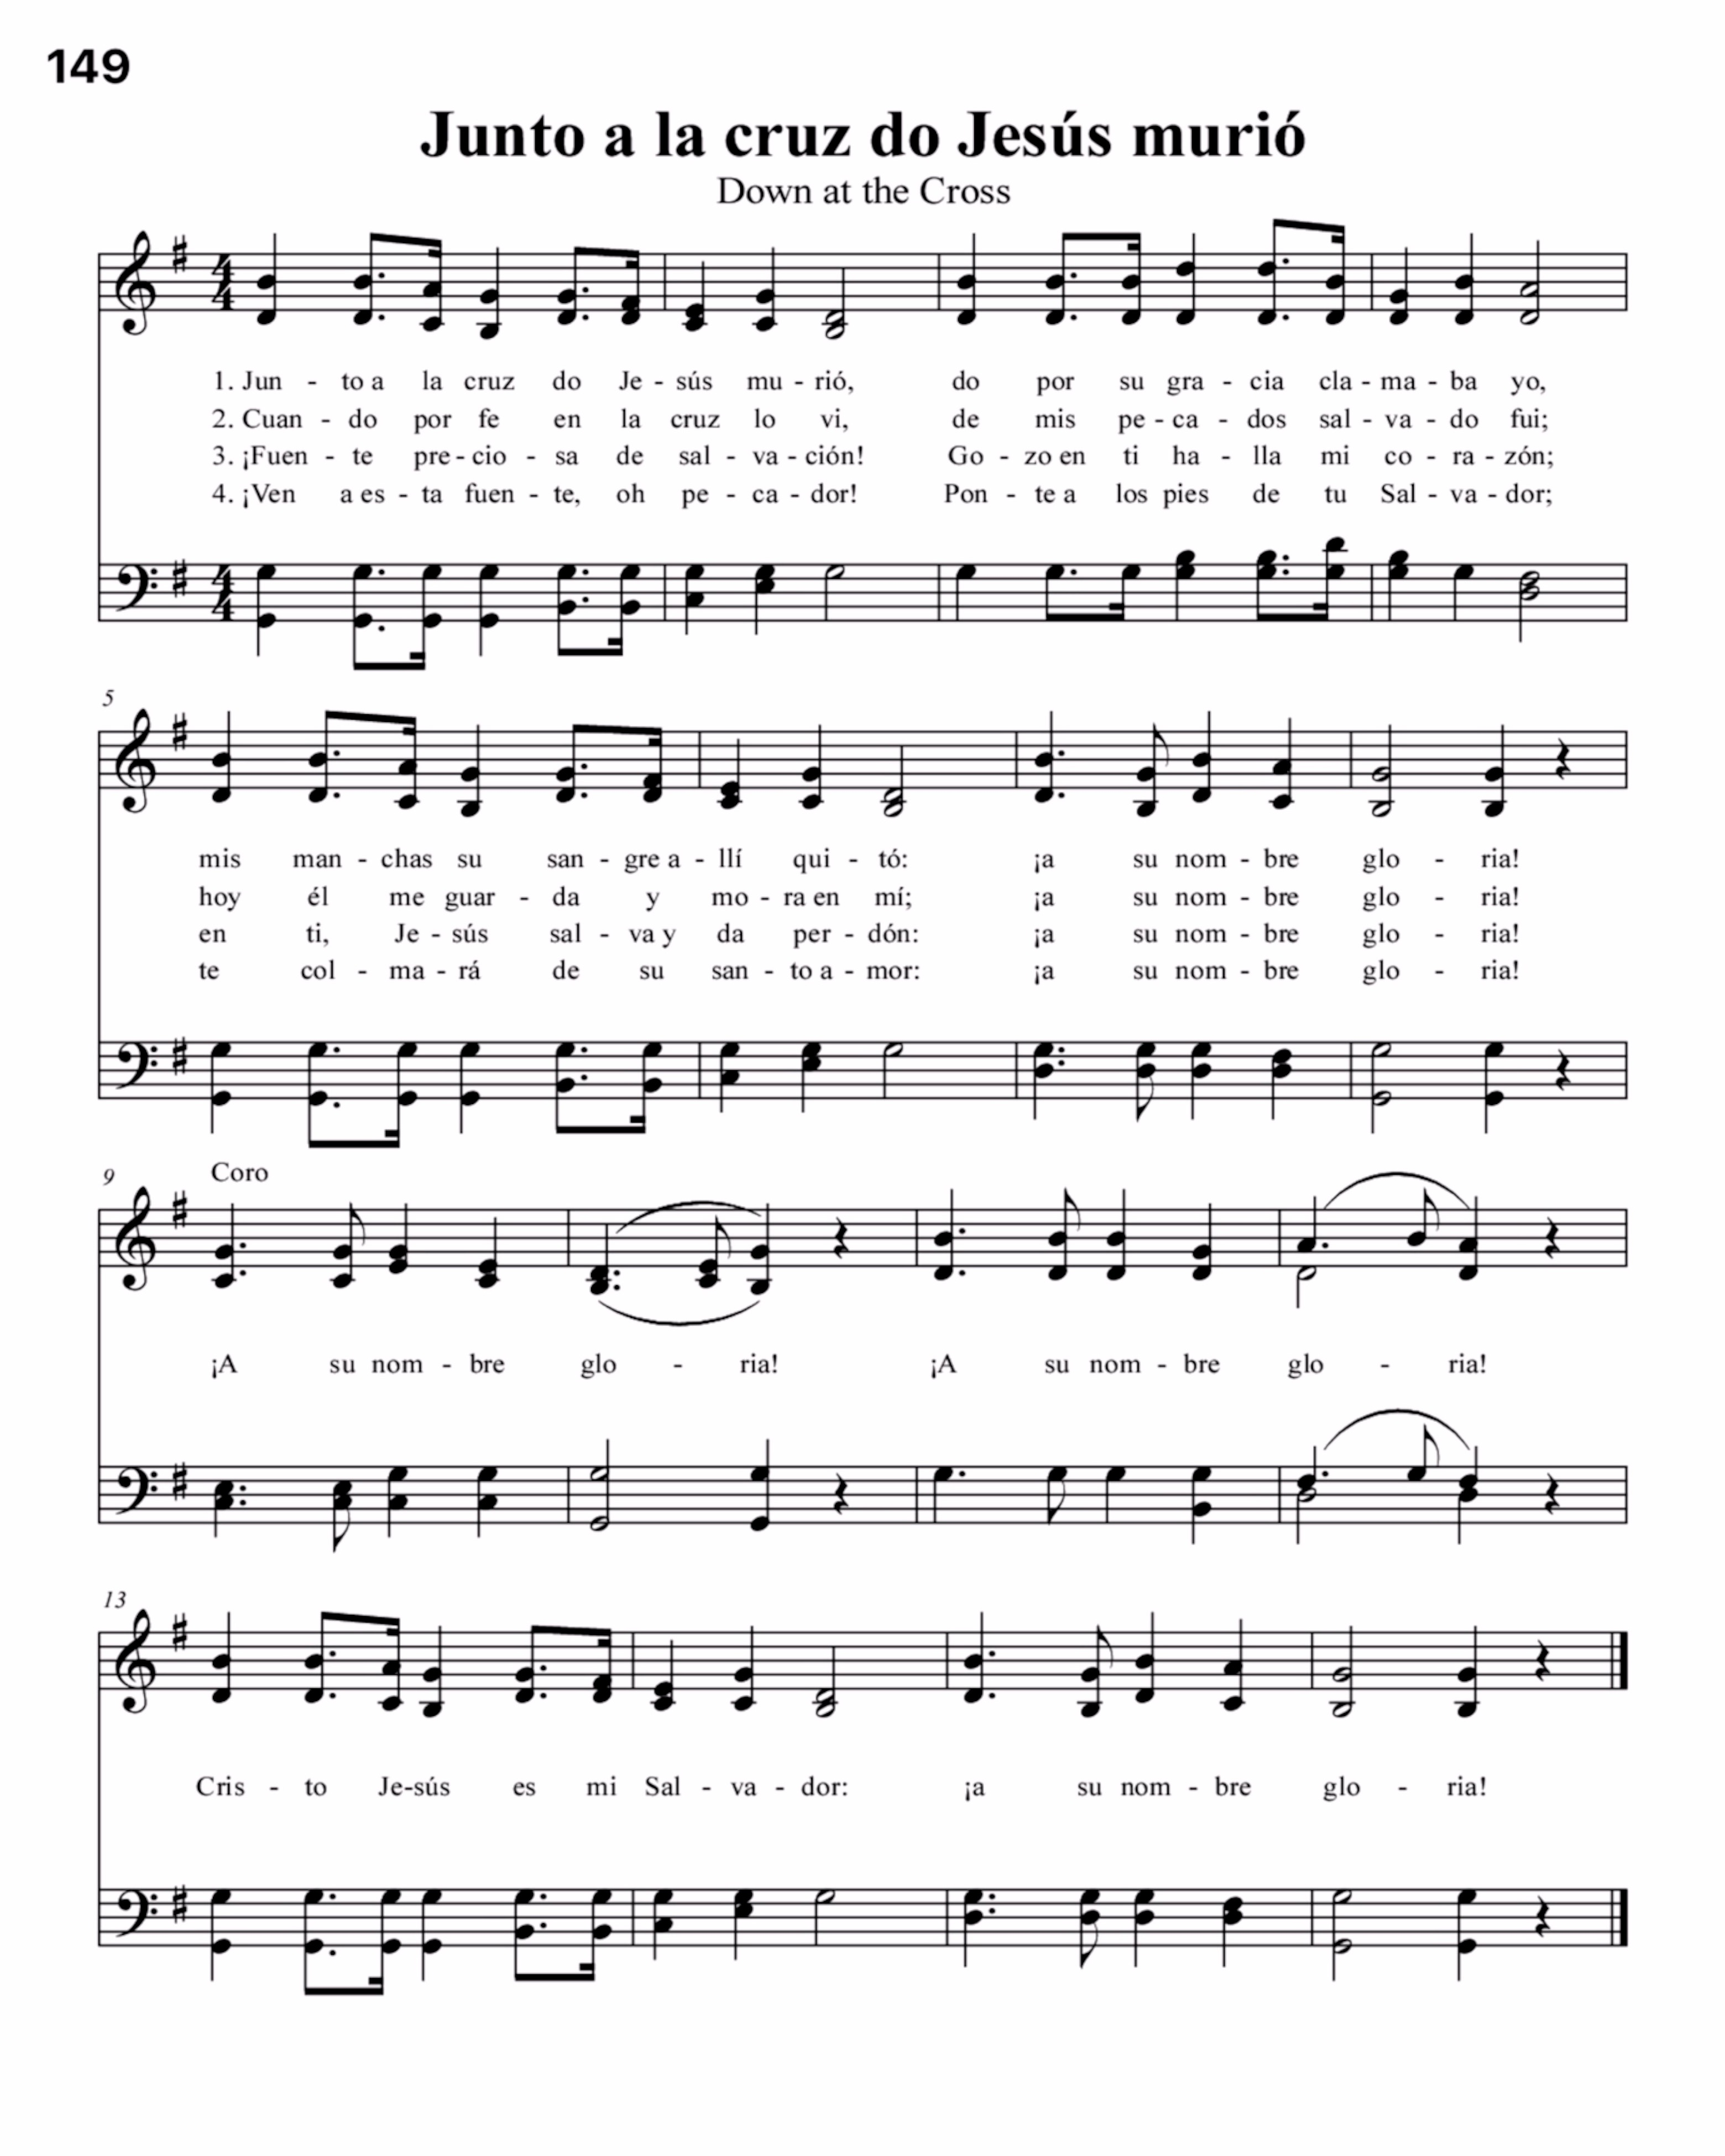 149
Junto a la cruz do Jesús murió
Down at the Cross
1. Jun - to a la cruz do Je - sús mu - rió, do por su gra - cia cla - ma - ba yo,
2. Cuan - do por fe en la cruz lo vi, de mis pe - ca - dos sal - va - do fui;
3. ¡Fuen - te pre - cio - sa de sal - va - ción! Go - zo en ti ha - lla mi co - ra - zón;
4. ¡Ven a es - ta fuen - te, oh pe - ca - dor! Pon - te a los pies de tu Sal - va - dor;
5
mis man - chas su san - gre a - llí qui - tó: ¡a su nom - bre glo - ria!
hoy él me guar - da y mo - ra en mí; ¡a su nom - bre glo - ria!
en ti, Je - sús sal - va y da per - dón: ¡a su nom - bre glo - ria!
te col - ma - rá de su san - to a - mor: ¡a su nom - bre glo - ria!
9 Coro
¡A su nom - bre glo - ria! ¡A su nom - bre glo - ria!
13
Cris - to Je-sús es mi Sal - va - dor: ¡a su nom - bre glo - ria!